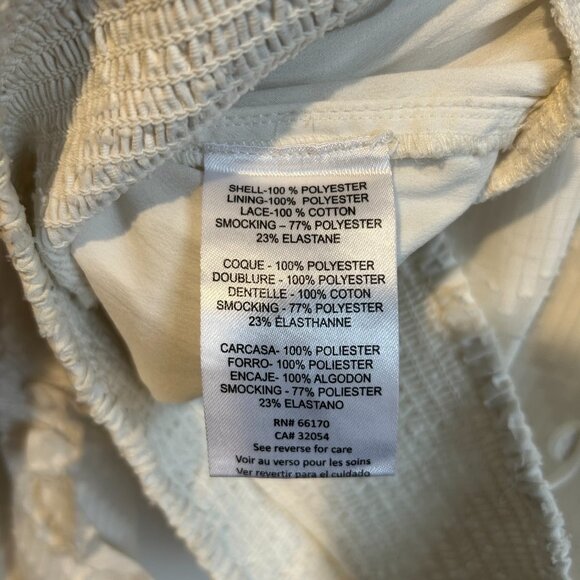 SHELL-100 % POLYESTER
LINING-100% POLYESTER
LACE-100 % COTTON
SMOCKING - 77% POLYESTER
23% ELASTANE
COQUE - 100% POLYESTER
DOUBLURE - 100% POLYESTER
DENTELLE - 100% COTON
SMOCKING - 77% POLYESTER
23% ÉLASTHANNE
CARCASA- 100% POLIESTER
FORRO- 100% POLIESTER
ENCAJE- 100% ALGODON
SMOCKING - 77% POLIESTER
23% ELASTANO
RN# 66170
CA# 32054
See reverse for care
Voir au verso pour les soins
Ver revertir para el cuidado